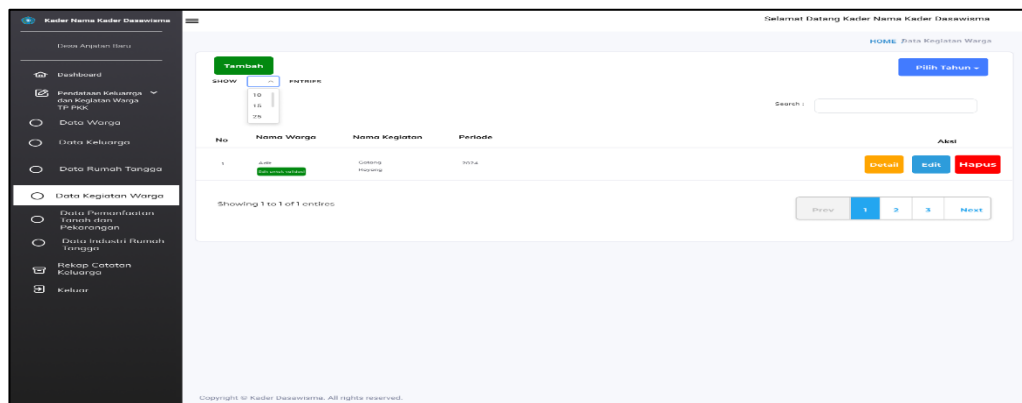 Kader Nama Kader Dasawisma
Selamat Datang Kader Nama Kader Dasawisma
Desa Anjatan Baru
HOME /Data Kegiatan Warga
Dashboard
Pendataan Keluarga
dan Kegiatan Warga
TP PKK
Data Warga
Data Keluarga
Data Rumah Tangga
Data Kegiatan Warga
Data Pemanfaatan
Tanah dan
Pekarangan
Data Industri Rumah
Tangga
Rekap Catatan
Keluarga
Keluar
Tambah
Pilih Tahun
SHOW ENTRIES
10
15
25
Search :
No Nama Warga Nama Kegiatan Periode Aksi
1 Gotong 2024 Detail Edit Hapus
Royong
Showing 1 to 1 of 1 entires
Prev 1 2 3 Next
Copyright © Kader Dasawisma. All rights reserved.